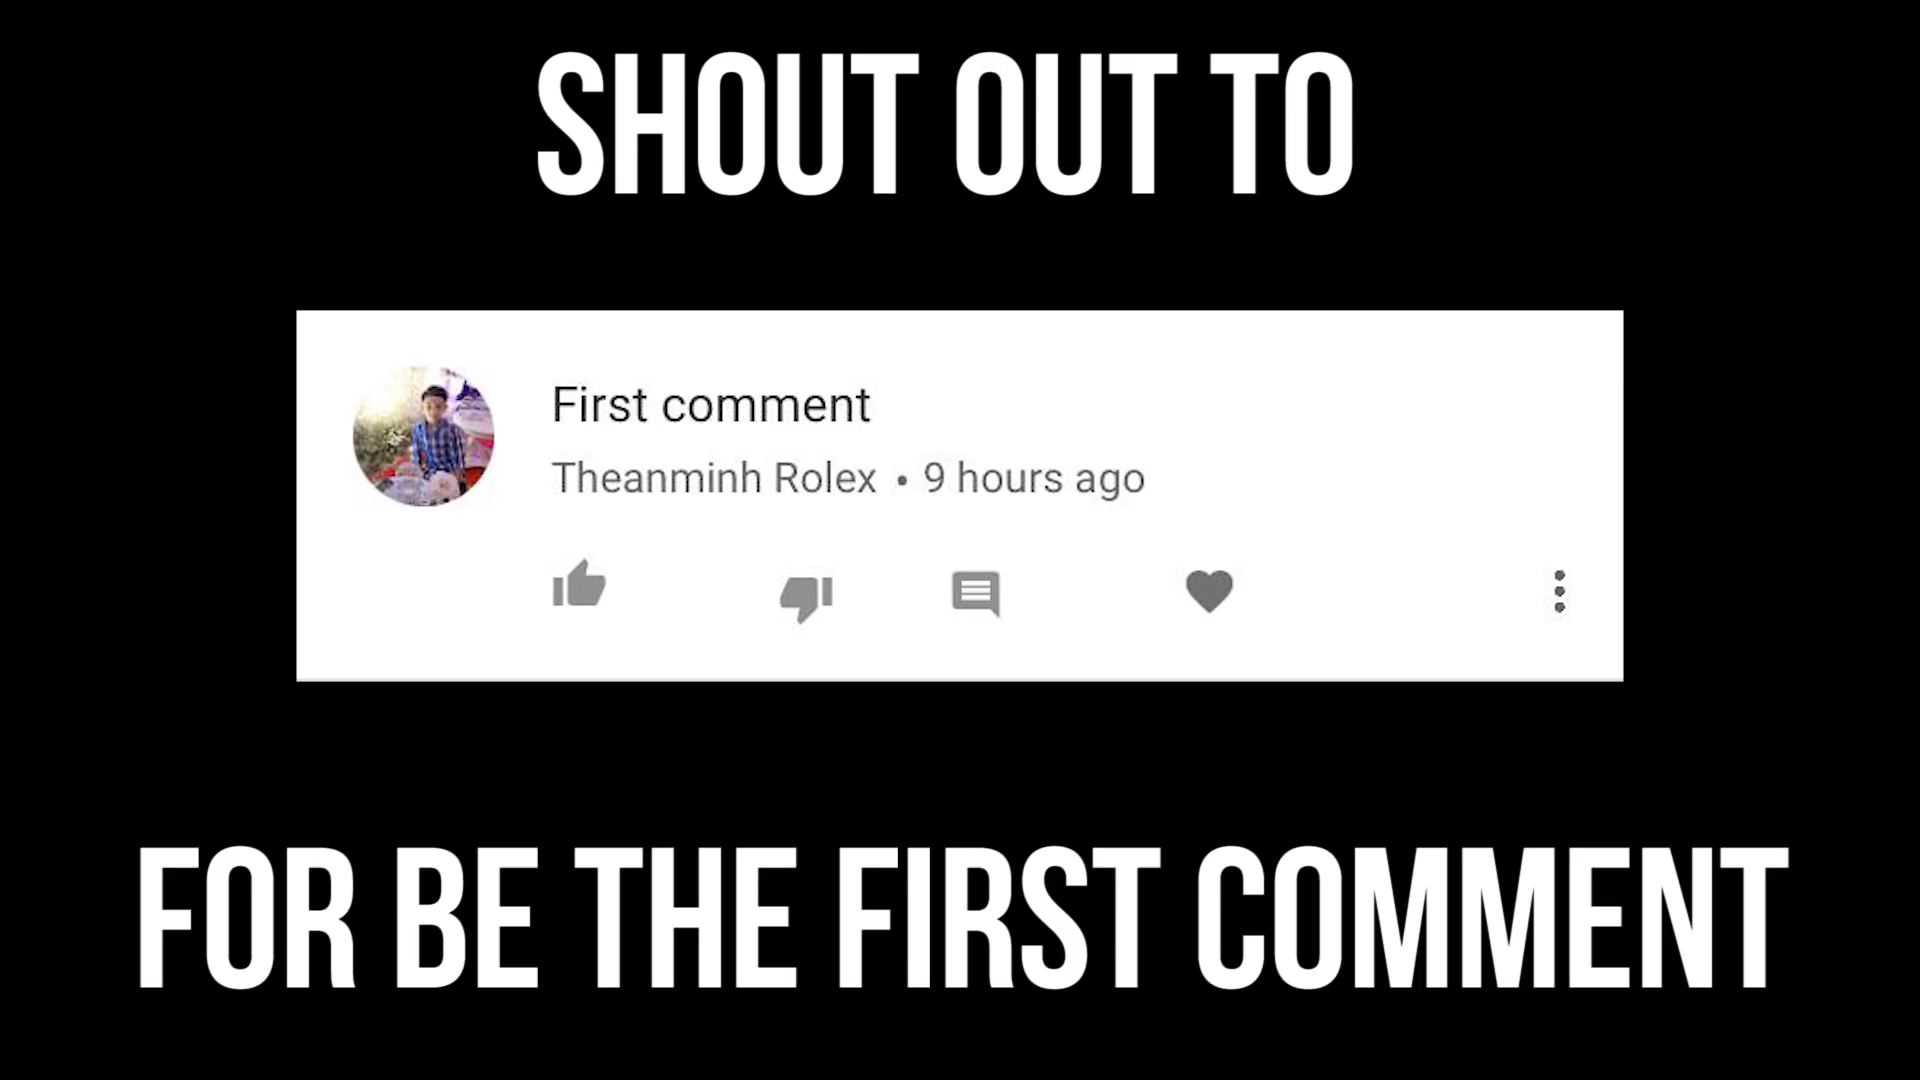 SHOUT OUT TO
First comment
Theanminh Rolex • 9 hours ago
FOR BE THE FIRST COMMENT